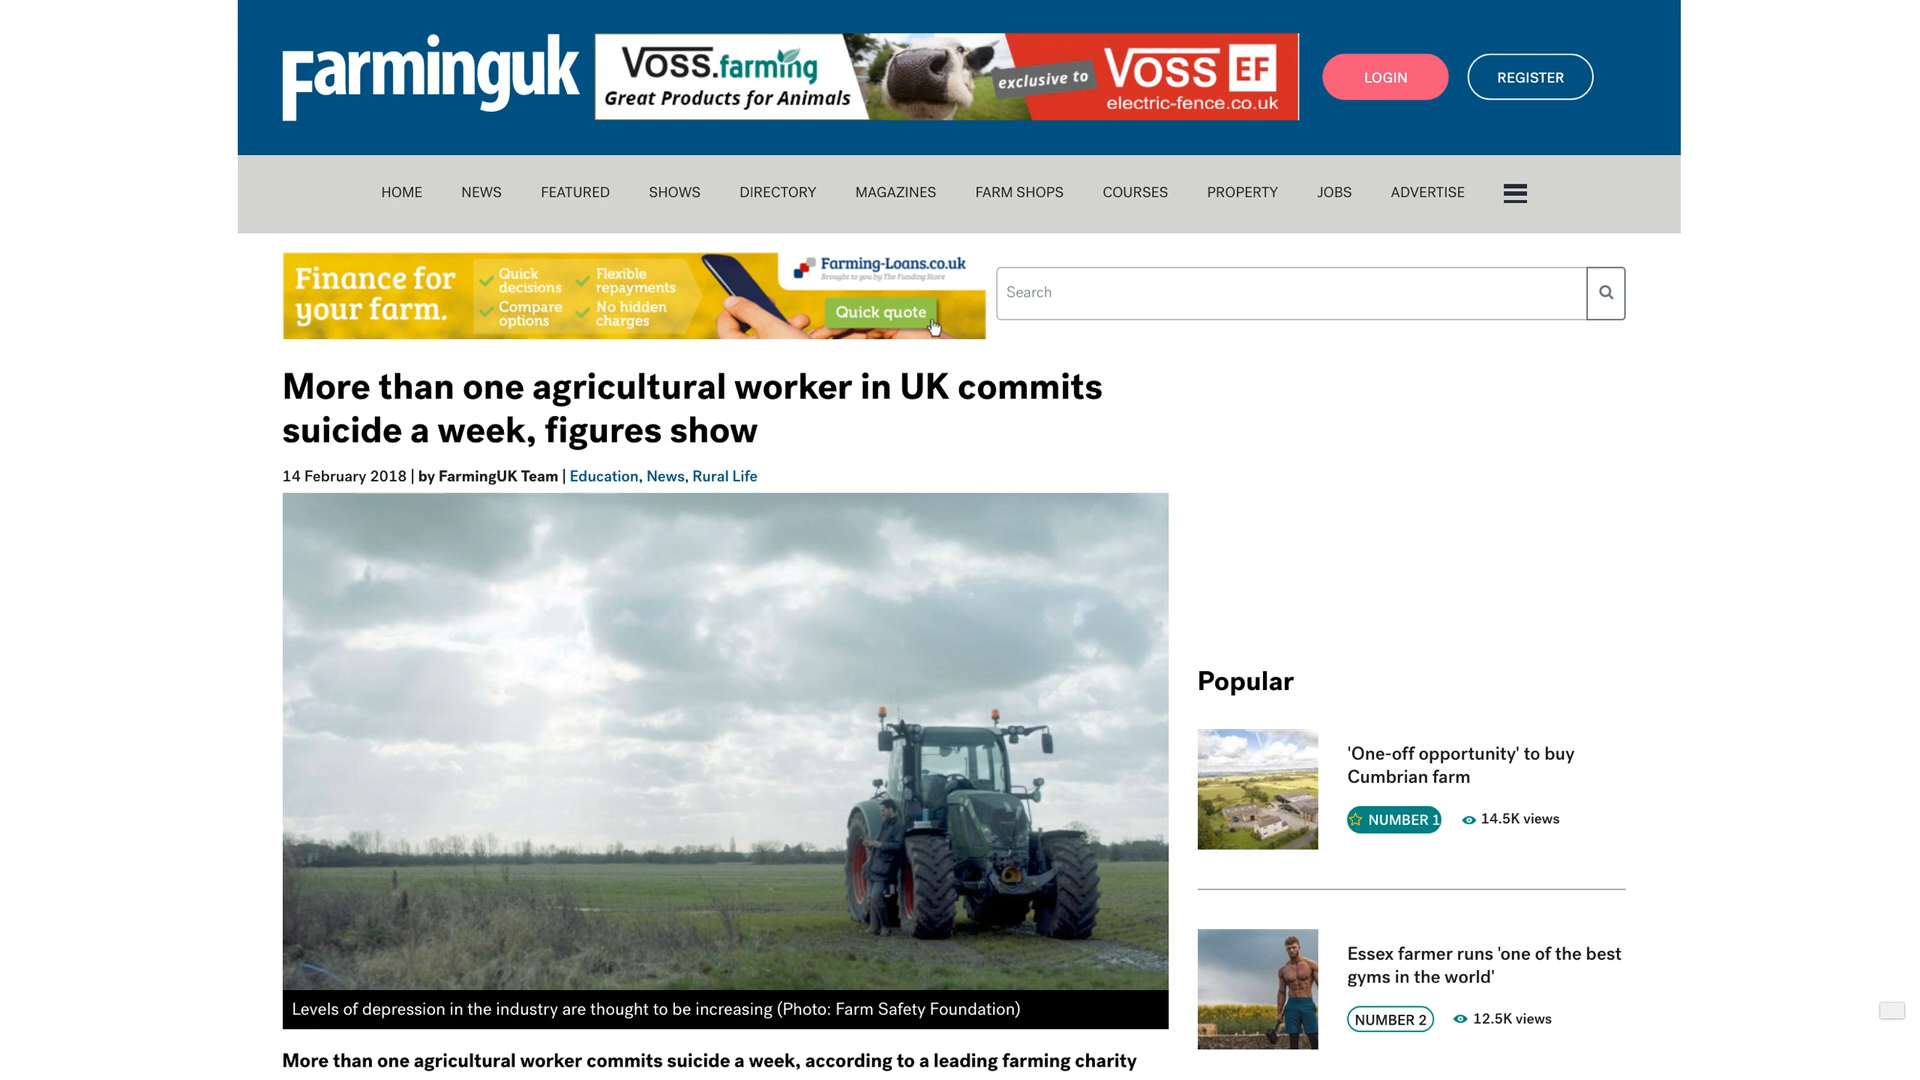 Farminguk
VOSS.farming
Great Products for Animals
exclusive to
VOSS EF
electric-fence.co.uk
LOGIN
REGISTER
HOME NEWS FEATURED SHOWS DIRECTORY MAGAZINES FARM SHOPS COURSES PROPERTY JOBS ADVERTISE
Finance for
your farm.
Quick
decisions
Compare
options
Flexible
repayments
No hidden
charges
Farming-Loans.co.uk
Brought to you by The Funding Store
Quick quote
Search
More than one agricultural worker in UK commits
suicide a week, figures show
14 February 2018 | by FarmingUK Team | Education, News, Rural Life
Levels of depression in the industry are thought to be increasing (Photo: Farm Safety Foundation)
More than one agricultural worker commits suicide a week, according to a leading farming charity
Popular
'One-off opportunity' to buy
Cumbrian farm
NUMBER 1 14.5K views
Essex farmer runs 'one of the best
gyms in the world'
NUMBER 2 12.5K views